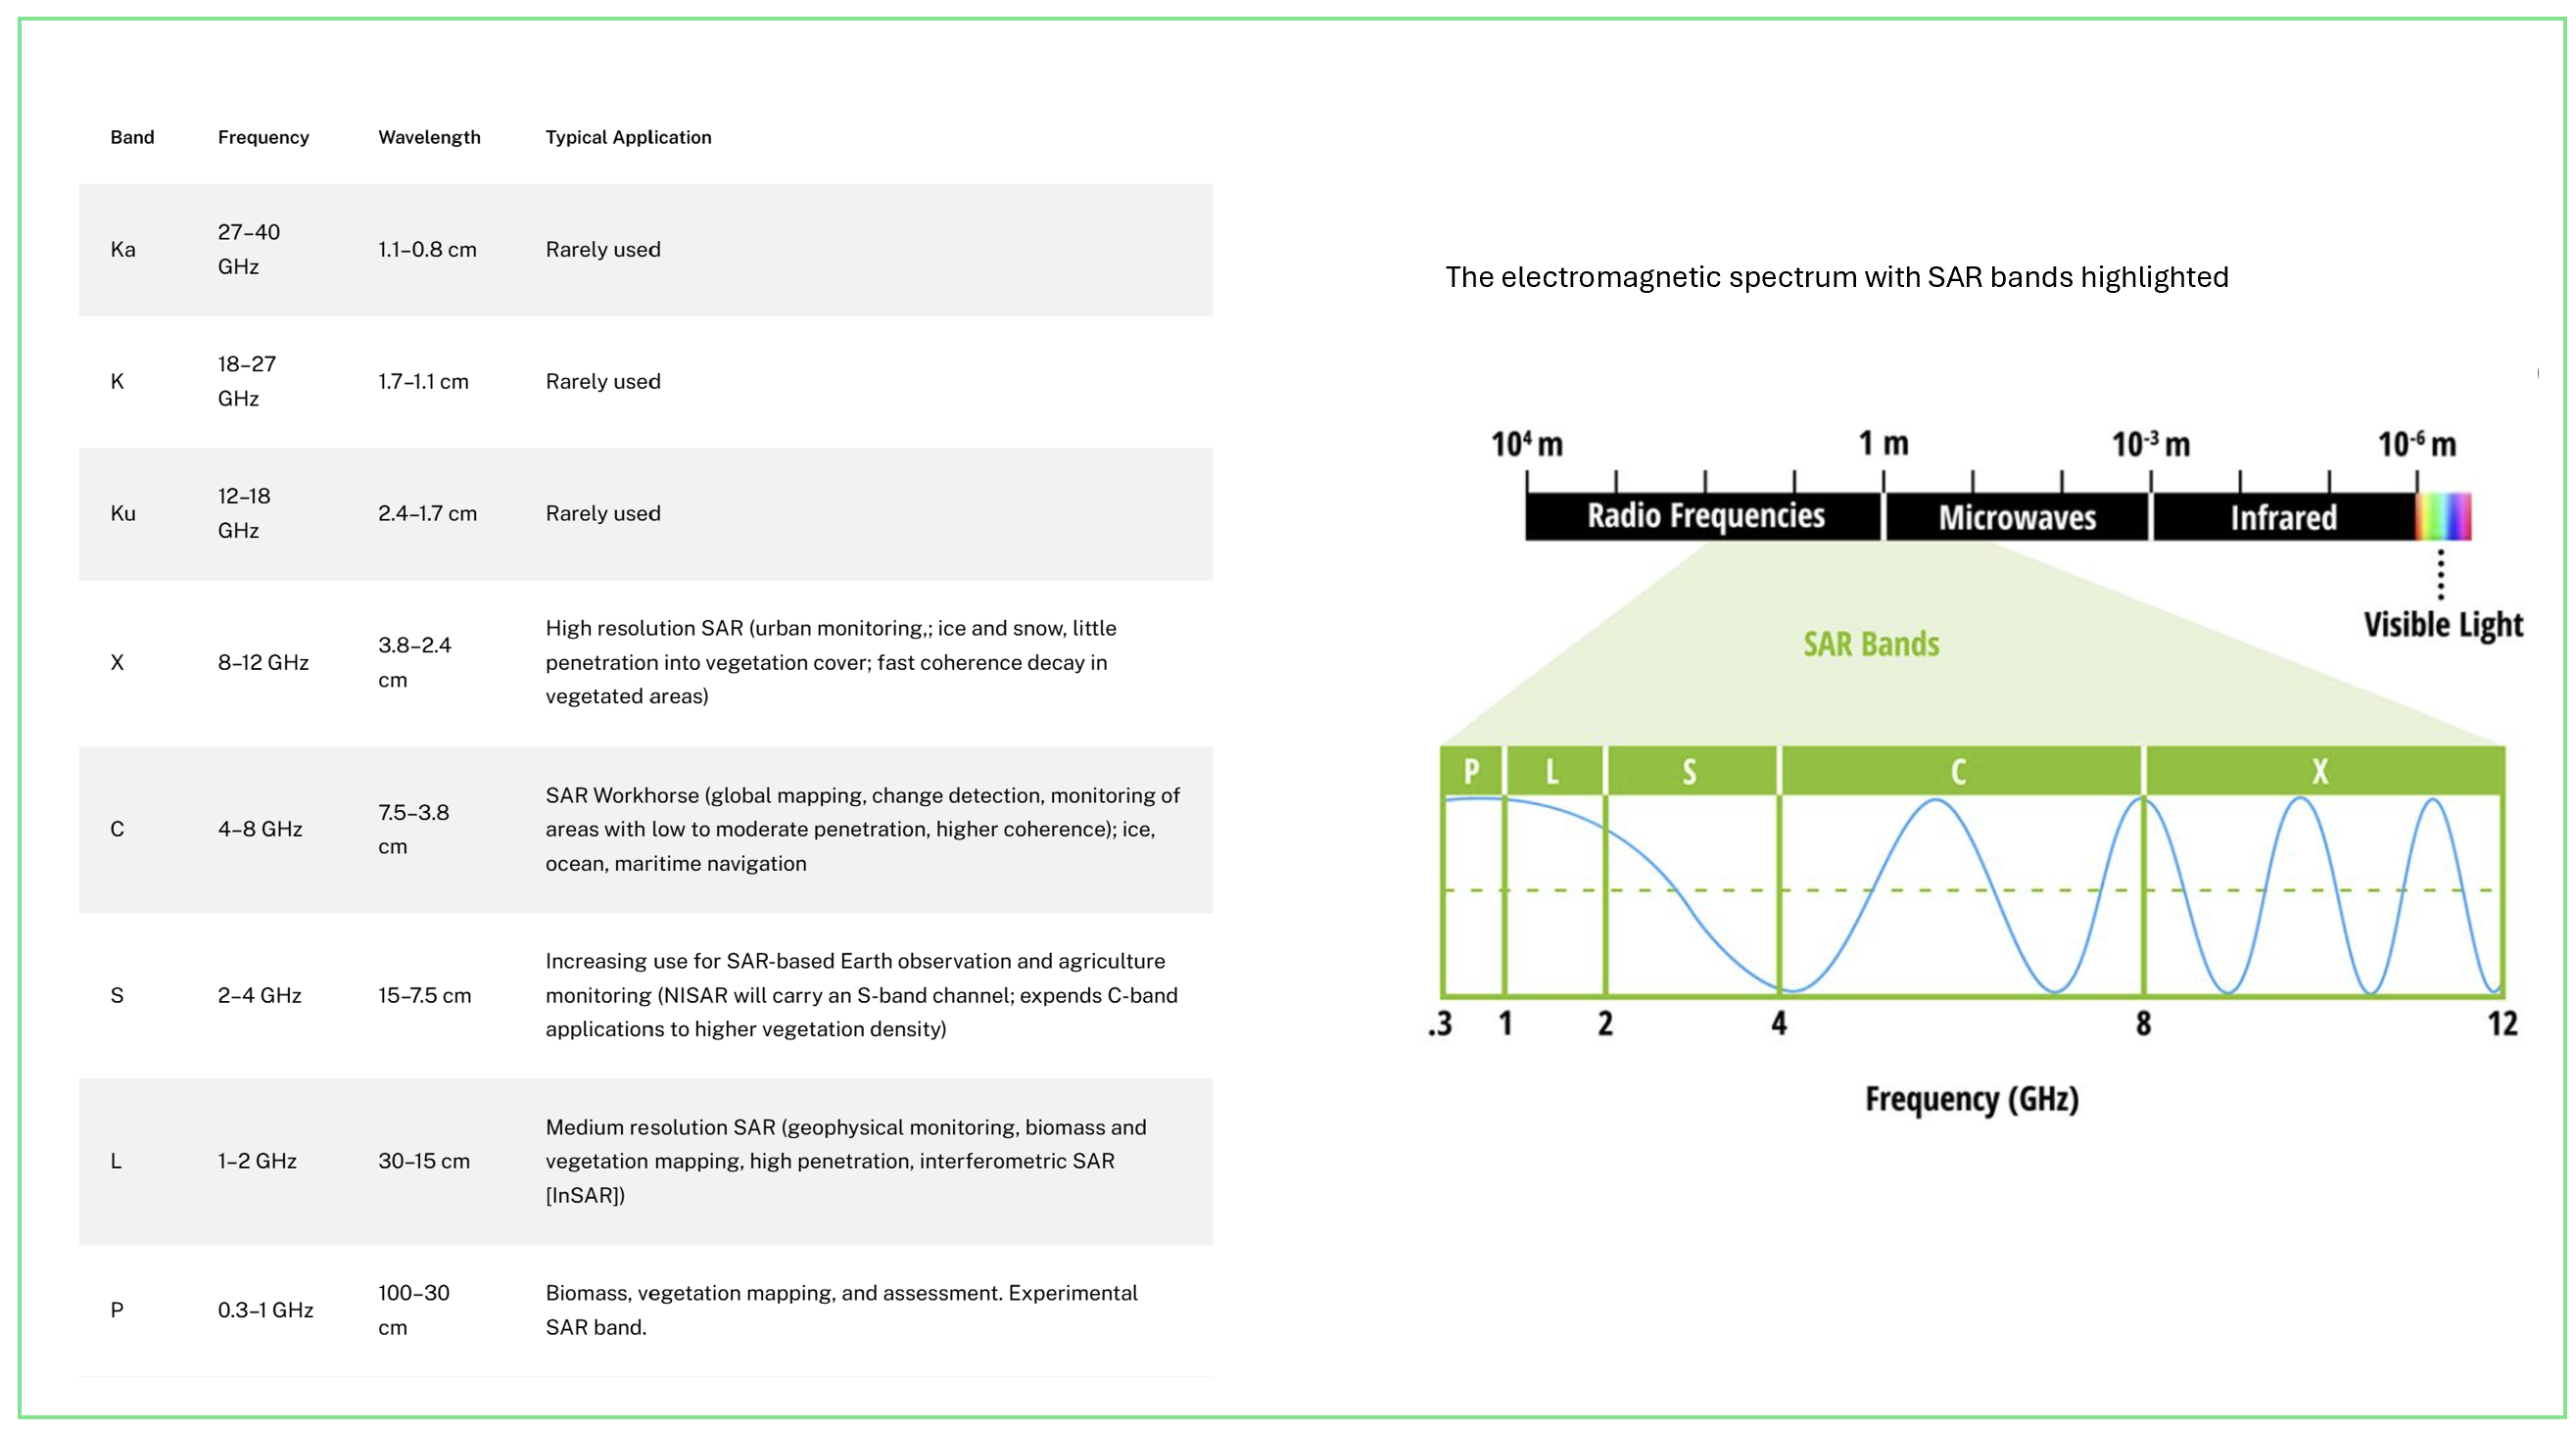 Band Frequency Wavelength Typical Application
27–40
Ka 1.1–0.8 cm Rarely used
GHz
18–27
K 1.7–1.1 cm Rarely used
GHz
12–18
Ku 2.4–1.7 cm Rarely used
GHz
High resolution SAR (urban monitoring,; ice and snow, little
3.8–2.4
X 8–12 GHz penetration into vegetation cover; fast coherence decay in
cm
vegetated areas)
SAR Workhorse (global mapping, change detection, monitoring of
7.5–3.8
C 4–8 GHz areas with low to moderate penetration, higher coherence); ice,
cm
ocean, maritime navigation
Increasing use for SAR-based Earth observation and agriculture
S 2–4 GHz 15–7.5 cm monitoring (NISAR will carry an S-band channel; expends C-band
applications to higher vegetation density)
Medium resolution SAR (geophysical monitoring, biomass and
L 1–2 GHz 30–15 cm vegetation mapping, high penetration, interferometric SAR
[InSAR])
100–30
Biomass, vegetation mapping, and assessment. Experimental
P 0.3–1 GHz
cm
SAR band.
The electromagnetic spectrum with SAR bands highlighted
10⁴ m 1 m 10⁻³ m 10⁻⁶ m
Radio Frequencies Microwaves Infrared
Visible Light
SAR Bands
P L S C X
.3 1 2 4 8 12
Frequency (GHz)